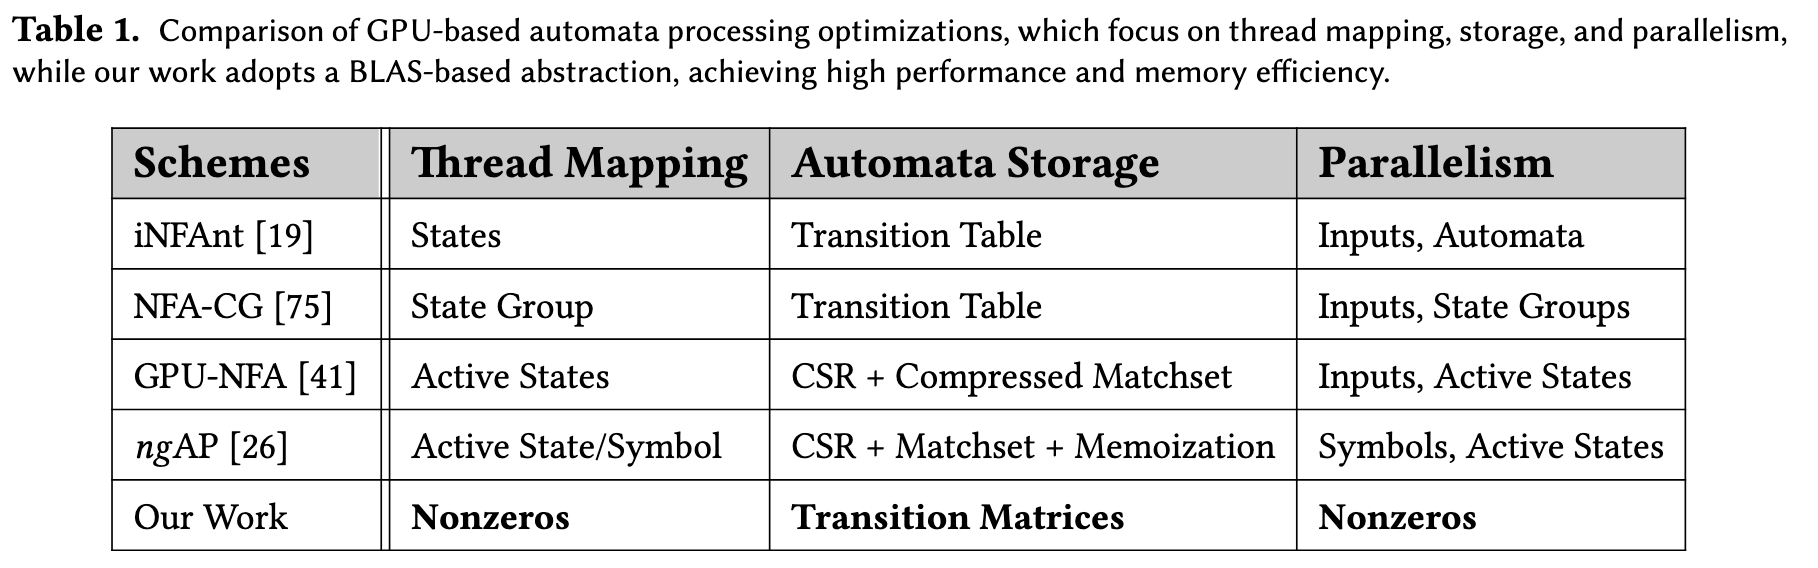 Table 1. Comparison of GPU-based automata processing optimizations, which focus on thread mapping, storage, and parallelism,
while our work adopts a BLAS-based abstraction, achieving high performance and memory efficiency.
Schemes Thread Mapping Automata Storage Parallelism
iNFAnt [19] States Transition Table Inputs, Automata
NFA-CG [75] State Group Transition Table Inputs, State Groups
GPU-NFA [41] Active States CSR + Compressed Matchset Inputs, Active States
ngAP [26] Active State/Symbol CSR + Matchset + Memoization Symbols, Active States
Our Work Nonzeros Transition Matrices Nonzeros